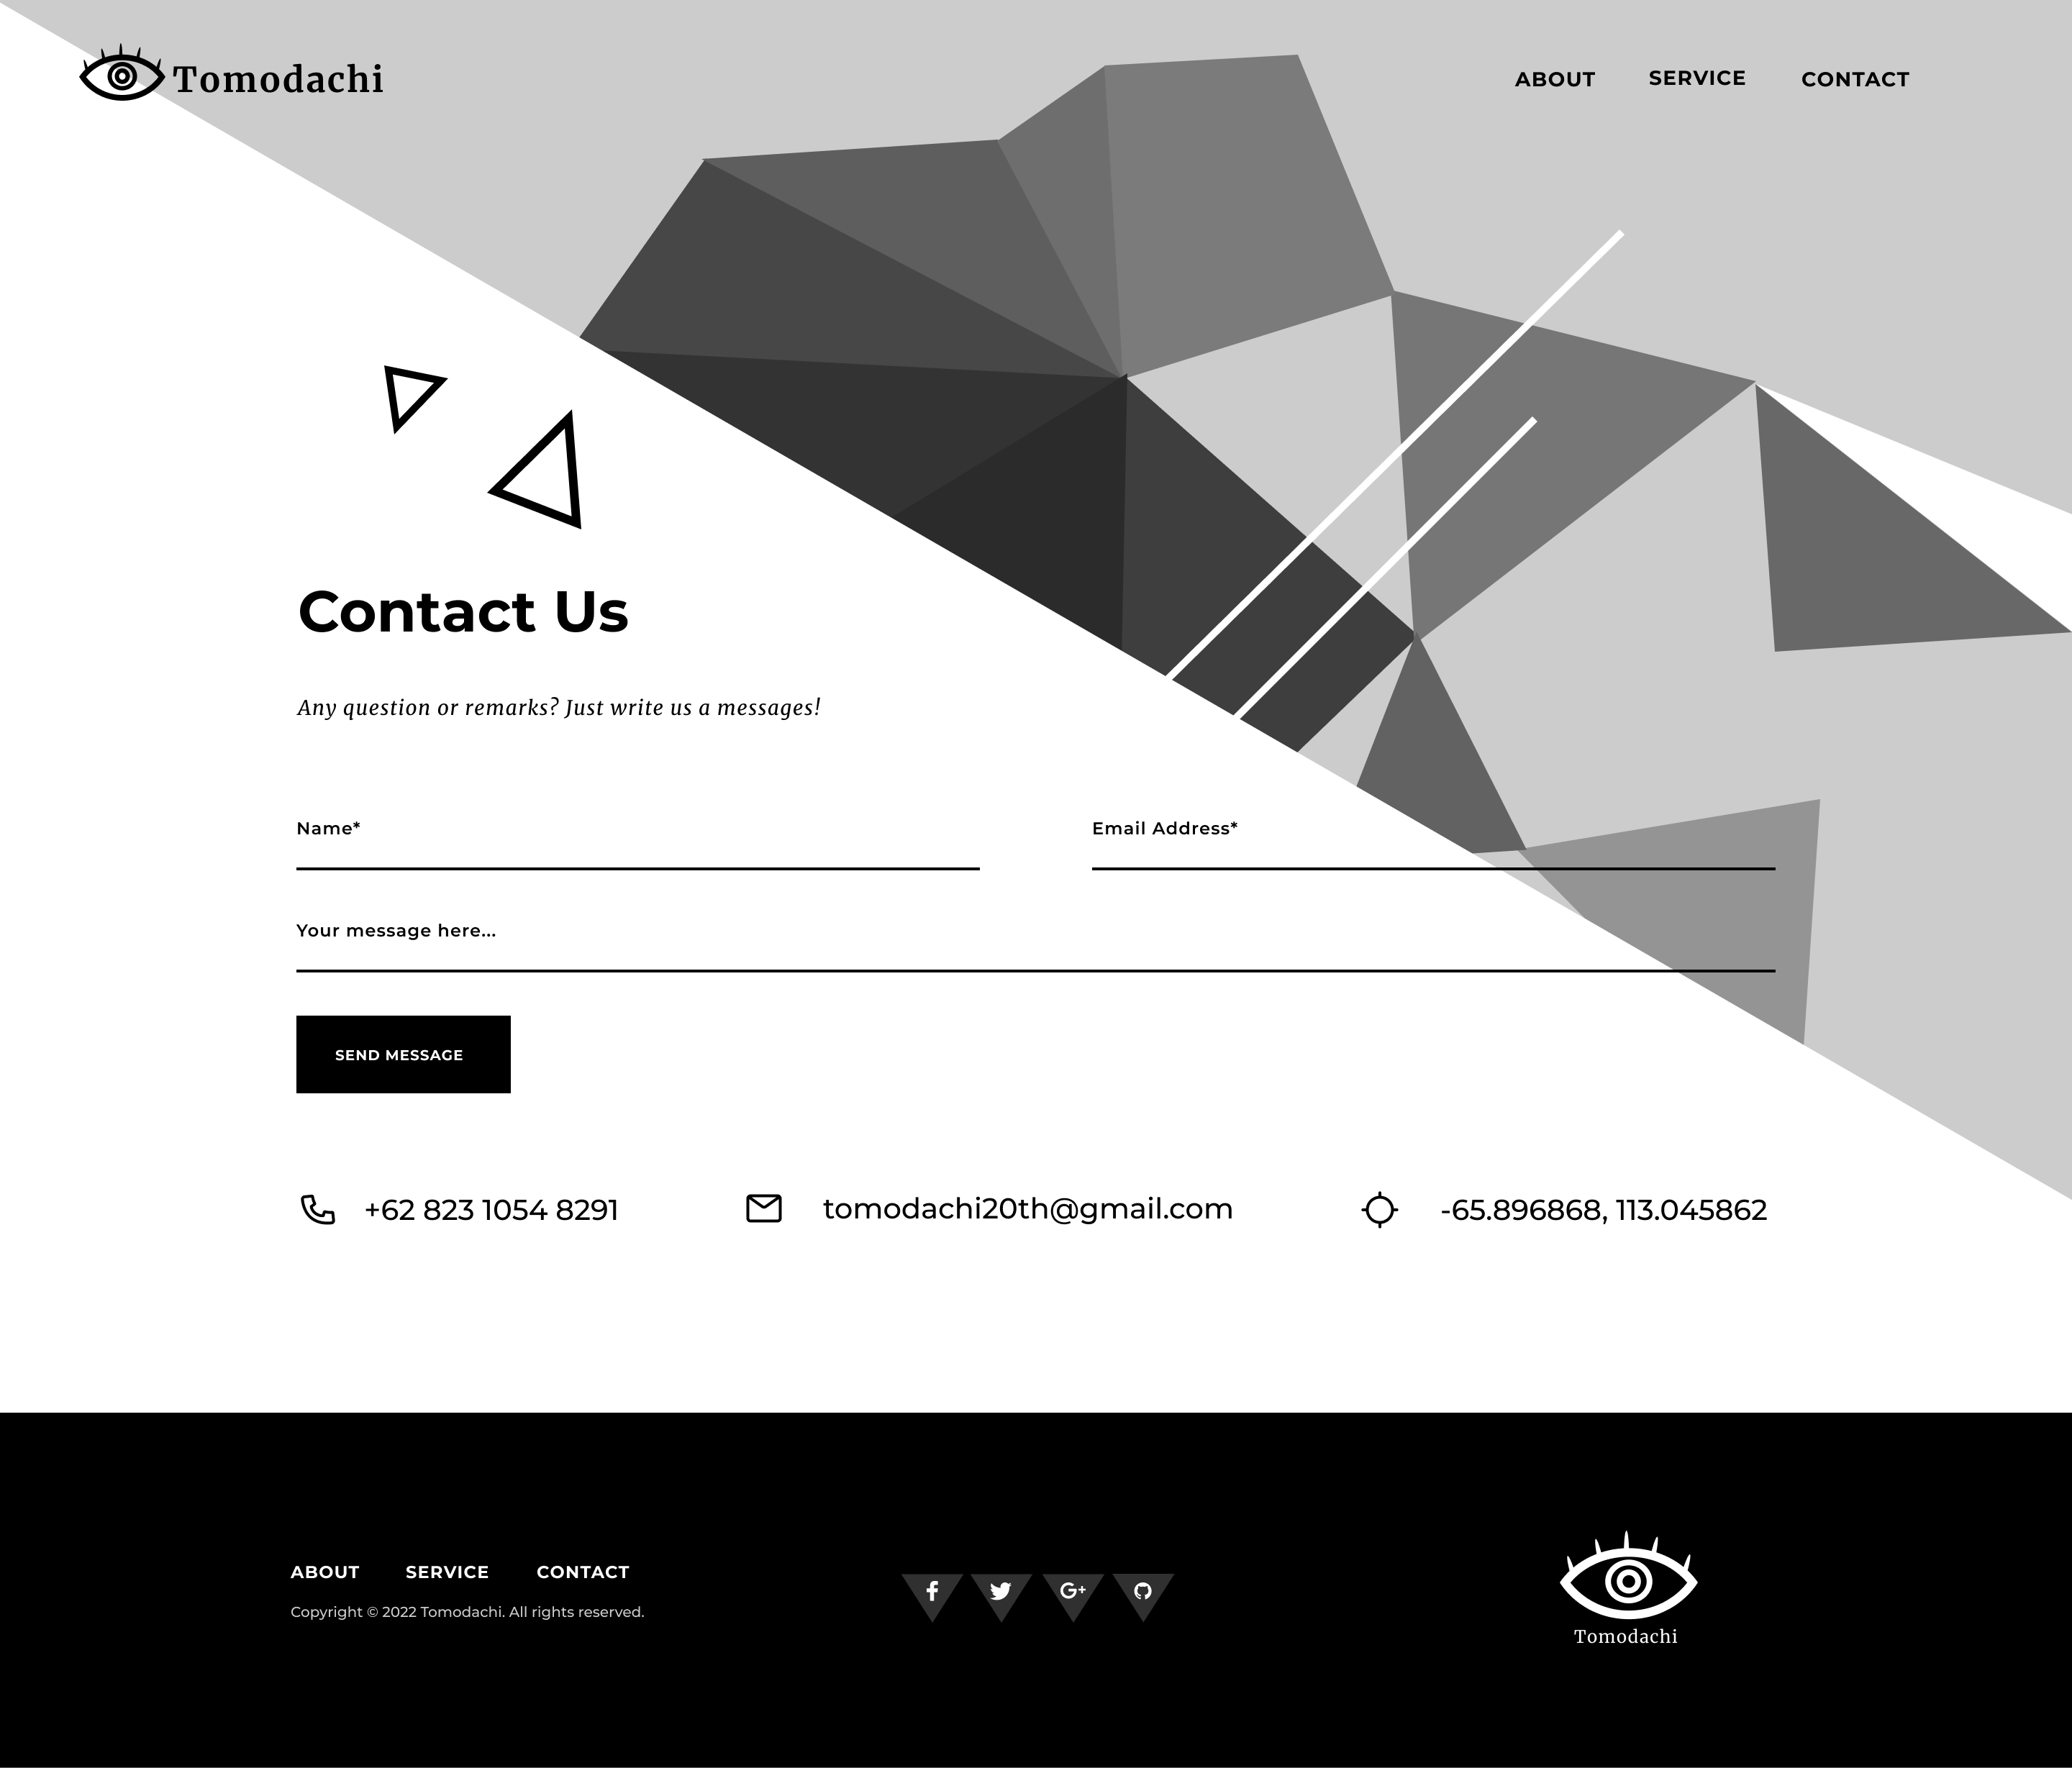 Tomodachi
ABOUT SERVICE CONTACT
Contact Us
Any question or remarks? Just write us a messages!
Name* Email Address*
Your message here...
SEND MESSAGE
+62 823 1054 8291 tomodachi20th@gmail.com -65.896868, 113.045862
ABOUT SERVICE CONTACT
Copyright © 2022 Tomodachi. All rights reserved.
Tomodachi